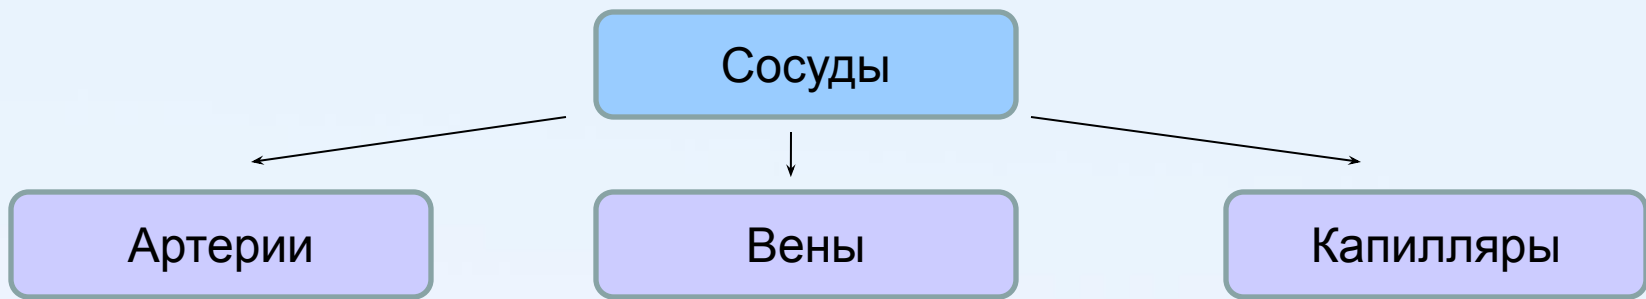 Сосуды
Артерии
Вены
Капилляры